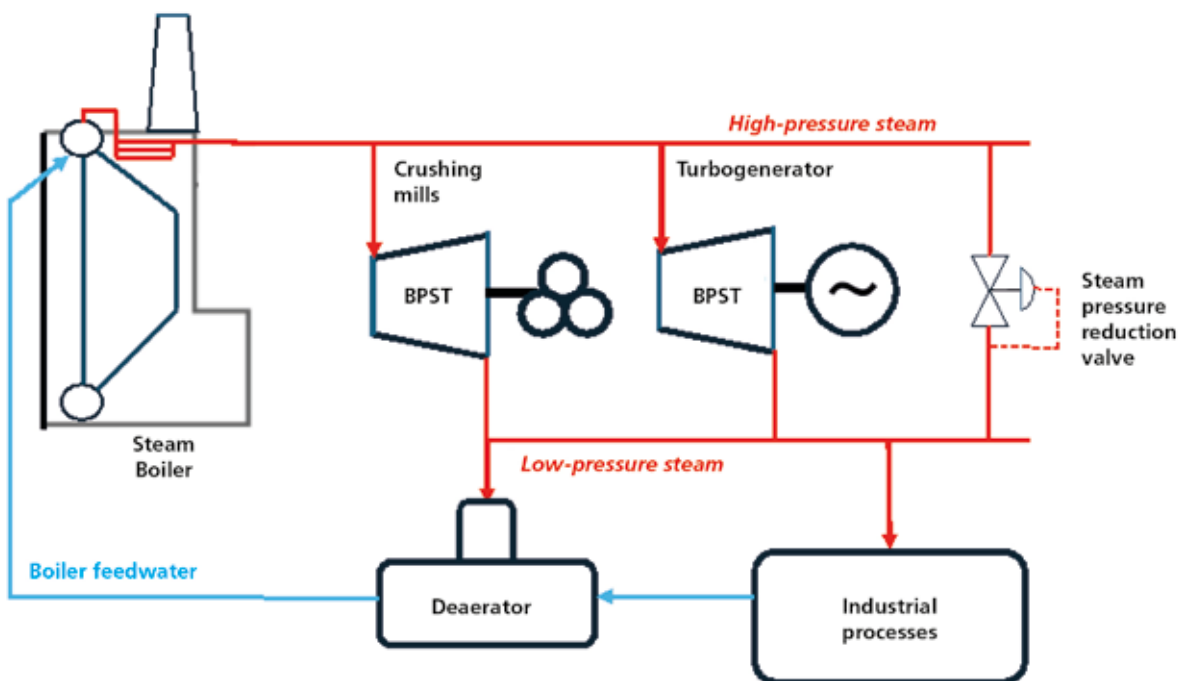 High-pressure steam
Crushing
mills
Turbogenerator
BPST
BPST
~
Steam
pressure
reduction
valve
Steam
Boiler
Low-pressure steam
Boiler feedwater
Deaerator
Industrial
processes